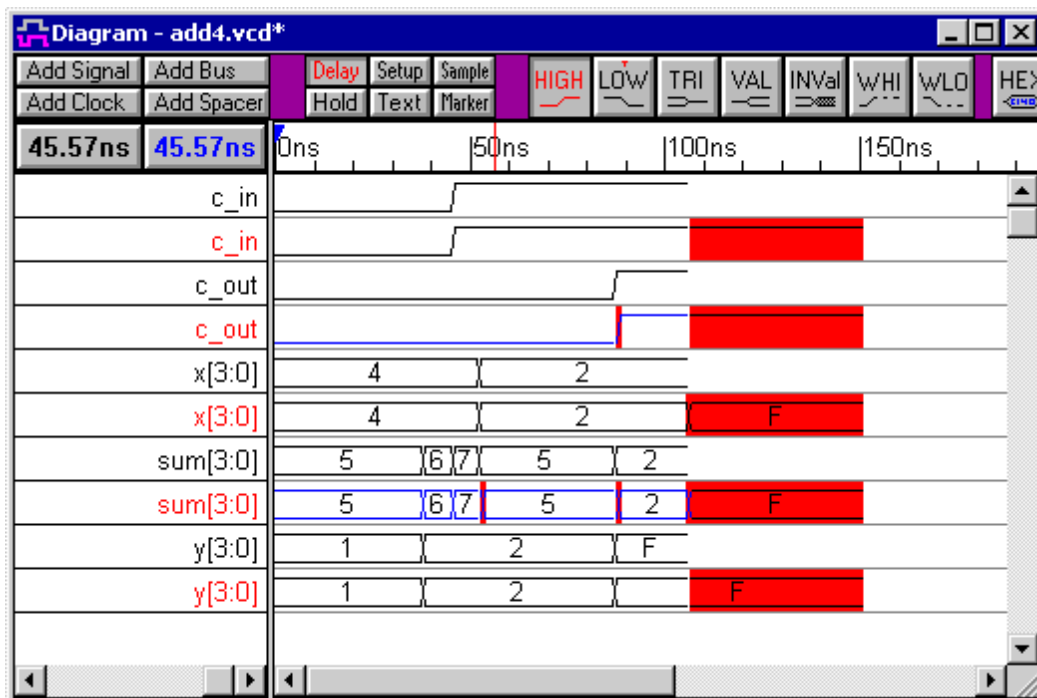 Diagram - add4.vcd*
Add Signal Add Bus Delay Setup Sample HIGH LOW TRI VAL INVal WHI WLO HEX
Add Clock Add Spacer Hold Text Marker
45.57ns 45.57ns 0ns 50ns 100ns 150ns
c_in
c_in
c_out
c_out
x[3:0] 4 2
x[3:0] 4 2 F
sum[3:0] 5 6 7 5 2
sum[3:0] 5 6 7 5 2 F
y[3:0] 1 2 F
y[3:0] 1 2 F